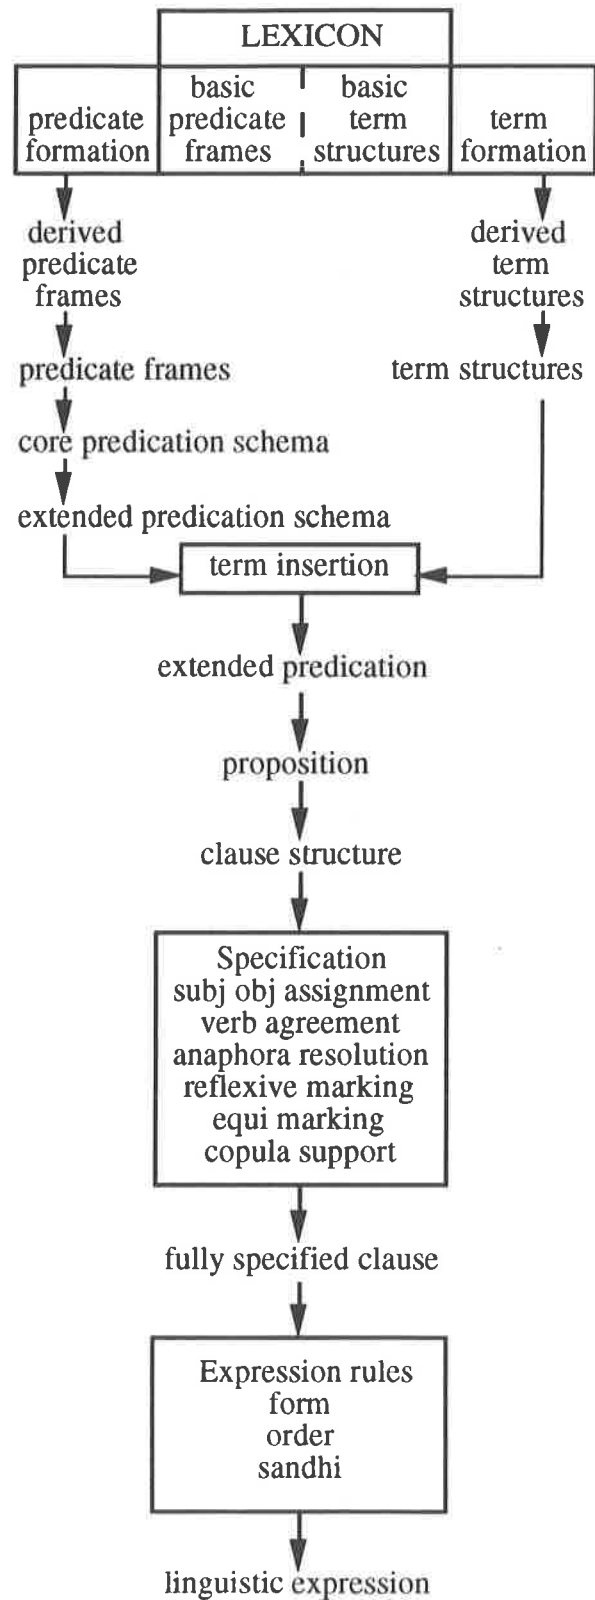 LEXICON
predicate
formation
basic
predicate
frames
basic
term
structures
term
formation
derived
predicate
frames
derived
term
structures
predicate frames
term structures
core predication schema
extended predication schema
term insertion
extended predication
proposition
clause structure
Specification
subj obj assignment
verb agreement
anaphora resolution
reflexive marking
equi marking
copula support
fully specified clause
Expression rules
form
order
sandhi
linguistic expression